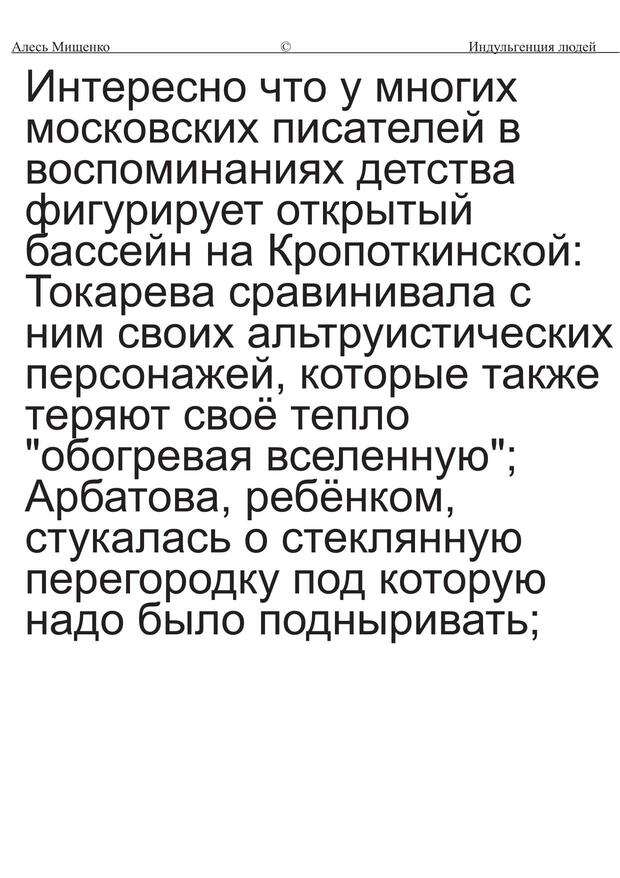 Алесь Мищенко © Индульгенция людей
Интересно что у многих
московских писателей в
воспоминаниях детства
фигурирует открытый
бассейн на Кропоткинской:
Токарева сравинивала с
ним своих альтруистических
персонажей, которые также
теряют своё тепло
"обогревая вселенную";
Арбатова, ребёнком,
стукалась о стеклянную
перегородку под которую
надо было подныривать;